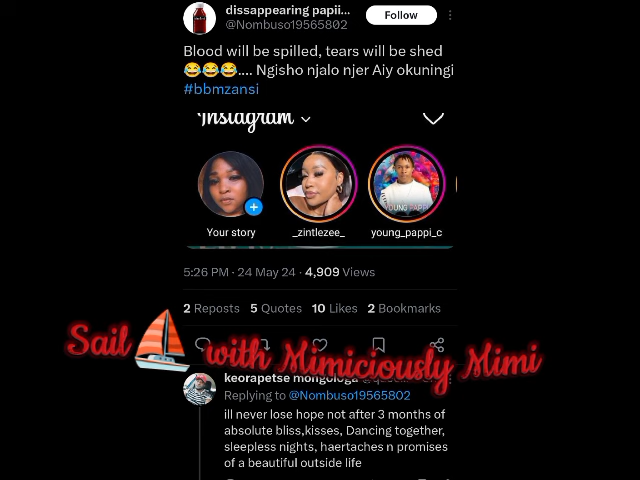 dissappearing papii...
@Nombuso19565802
Follow
Blood will be spilled, tears will be shed
😂😂😂.... Ngisho njalo njer Aiy okuningi
#bbmzansi
Instagram
YOUNG PAPPI
Your story
_zintlezee_
young_pappi_c
5:26 PM · 24 May 24 · 4,909 Views
2 Reposts 5 Quotes 10 Likes 2 Bookmarks
Sail ⛵ with Mimiciously Mimi
keorapetse
Replying to @Nombuso19565802
ill never lose hope not after 3 months of
absolute bliss,kisses, Dancing together,
sleepless nights, haertaches n promises
of a beautiful outside life